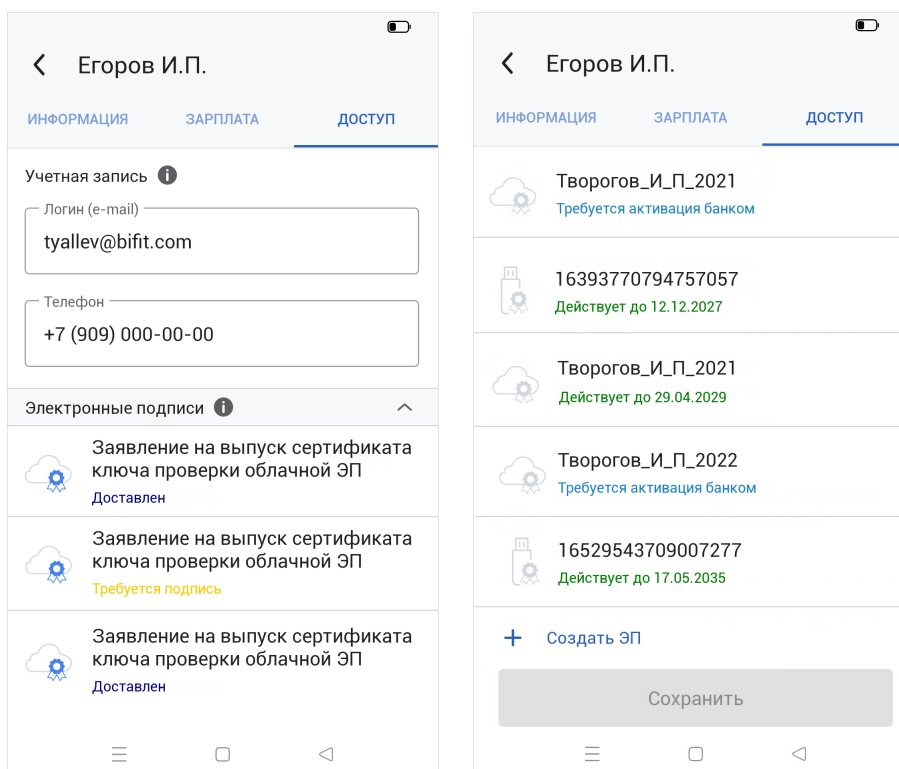 Егоров И.П.
ИНФОРМАЦИЯ ЗАРПЛАТА ДОСТУП
Учетная запись
Логин (e-mail)
tyallev@bifit.com
Телефон
+7 (909) 000-00-00
Электронные подписи
Заявление на выпуск сертификата
ключа проверки облачной ЭП
Доставлен
Заявление на выпуск сертификата
ключа проверки облачной ЭП
Требуется подпись
Заявление на выпуск сертификата
ключа проверки облачной ЭП
Доставлен
Егоров И.П.
ИНФОРМАЦИЯ ЗАРПЛАТА ДОСТУП
Творогов_И_П_2021
Требуется активация банком
16393770794757057
Действует до 12.12.2027
Творогов_И_П_2021
Действует до 29.04.2029
Творогов_И_П_2022
Требуется активация банком
16529543709007277
Действует до 17.05.2035
+ Создать ЭП
Сохранить